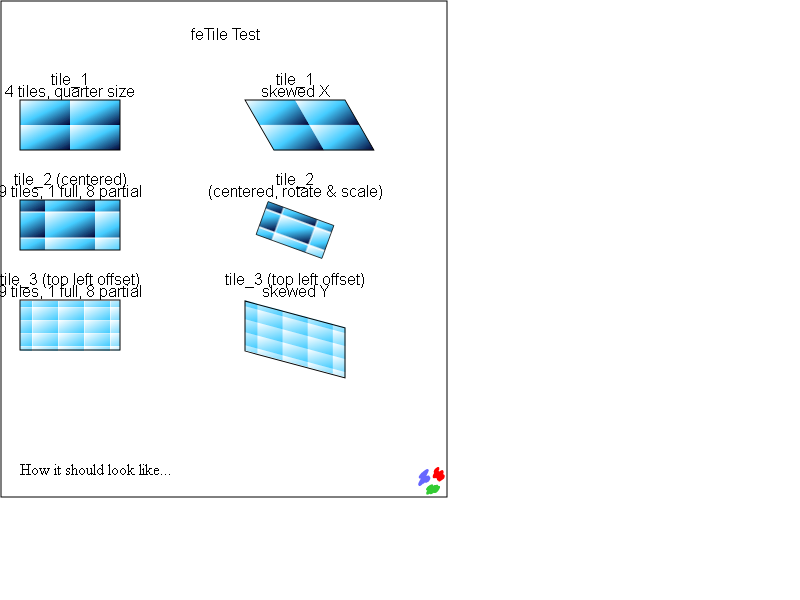 feTile Test
tile_1
4 tiles, quarter size
tile_1
skewed X
tile_2 (centered)
9 tiles, 1 full, 8 partial
tile_2
(centered, rotate & scale)
tile_3 (top left offset)
9 tiles, 1 full, 8 partial
tile_3 (top left offset)
skewed Y
How it should look like...